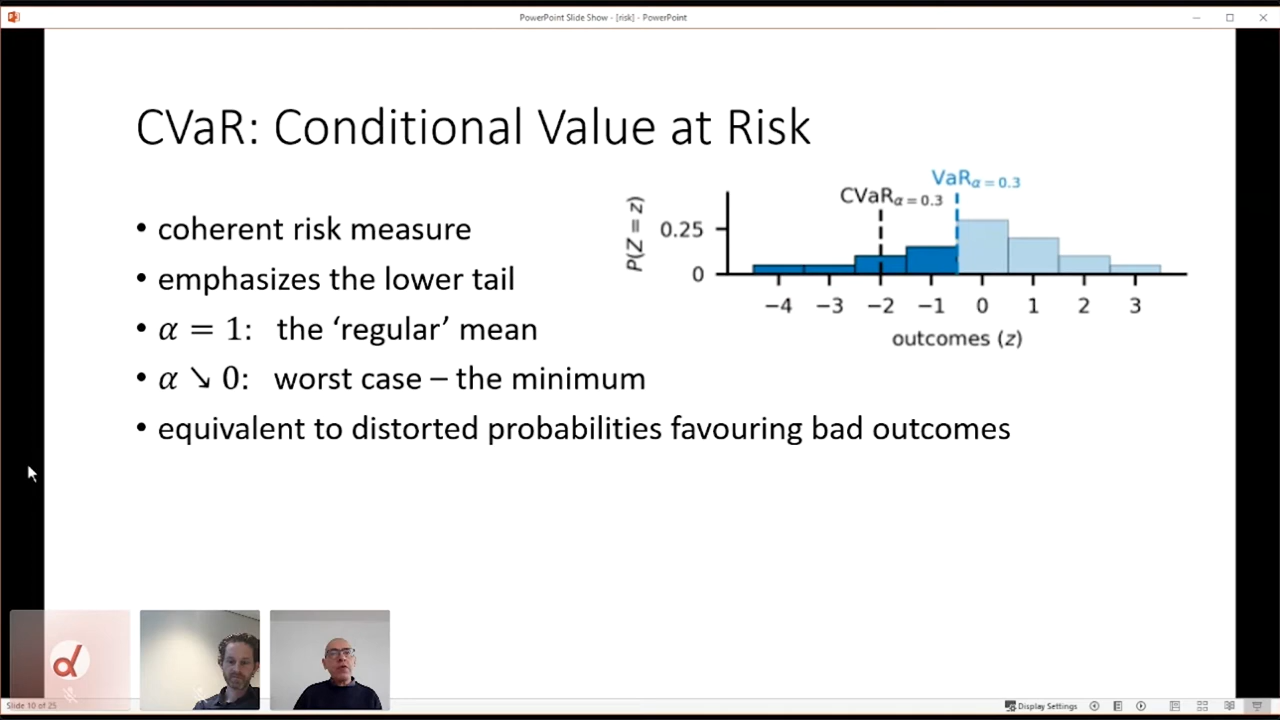 PowerPoint Slide Show - [risk] - PowerPoint
CVaR: Conditional Value at Risk
• coherent risk measure
• emphasizes the lower tail
• α = 1: the ‘regular’ mean
• α ↘ 0: worst case – the minimum
• equivalent to distorted probabilities favouring bad outcomes
VaRα = 0.3
CVaRα = 0.3
P(Z = z)
0.25
0
−4 −3 −2 −1 0 1 2 3
outcomes (z)
d
Slide 10 of 25
Display Settings